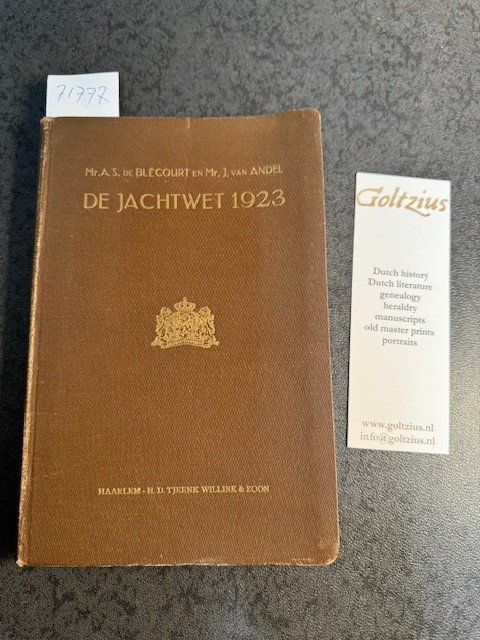 71777
Mr. A. S. DE BLÉCOURT EN Mr. J. VAN ANDEL
DE JACHTWET 1923
HAARLEM - H. D. TJEENK WILLINK & ZOON
Goltzius
Dutch history
Dutch literature
genealogy
heraldry
manuscripts
old master prints
portraits
www.goltzius.nl
info@goltzius.nl